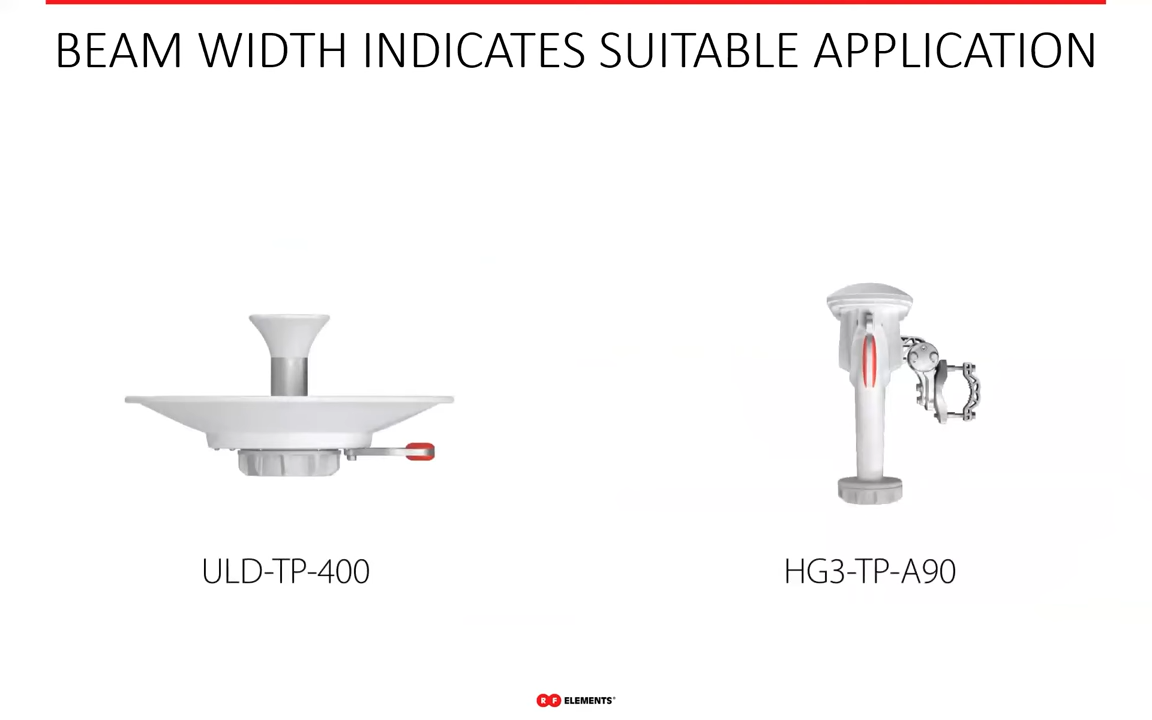 BEAM WIDTH INDICATES SUITABLE APPLICATION
ULD-TP-400
HG3-TP-A90
RF ELEMENTS®